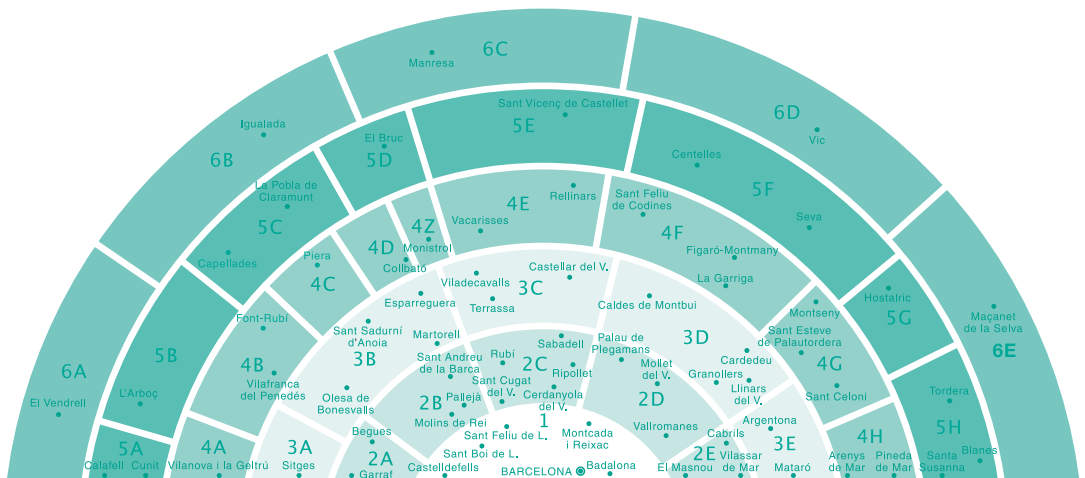 6C
Manresa
6D
Vic
Igualada
6B
Sant Vicenç de Castellet
5E
El Bruc
5D
Centelles
5F
Seva
La Pobla de
Claramunt
5C
Capellades
4E
Rellinars
Vacarisses
4Z
Monistrol
4D
Collbató
Sant Feliu
de Codines
4F
Figaró-Montmany
La Garriga
Piera
4C
Castellar del V.
Viladecavalls
3C
Terrassa
Esparreguera
Caldes de Montbui
3D
Cardedeu
Granollers
Llinars
del V.
Hostalric
5G
Montseny
Sant Esteve
de Palautordera
4G
Sant Celoni
Maçanet
de la Selva
6E
Font-Rubí
4B
Vilafranca
del Penedés
Sant Sadurní
d'Anoia
3B
Martorell
Olesa de
Bonesvalls
5B
L'Arboç
6A
El Vendrell
Sant Andreu
de la Barca
2B
Pallejà
Molins de Rei
Rubí
Sabadell
2C
Ripollet
Sant Cugat
del V.
Cerdanyola
del V.
Palau de
Plegamans
Mollet
del V.
2D
Vallromanes
1
Sant Feliu de L.
Montcada
i Reixac
Sant Boi de L.
Castelldefells
BARCELONA
Badalona
Begues
2A
Garraf
3A
Sitges
4A
Vilanova i la Geltrú
5A
Calafell
Cunit
Cabrils
2E
El Masnou
Vilassar
de Mar
Argentona
3E
Mataró
4H
Arenys
de Mar
Pineda
de Mar
Tordera
5H
Blanes
Santa
Susanna